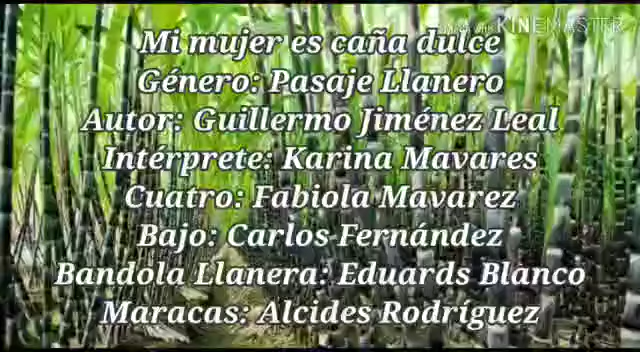 KINEMASTER
Mi mujer es caña dulce
Género: Pasaje Llanero
Autor: Guillermo Jiménez Leal
Intérprete: Karina Mavares
Cuatro: Fabiola Mavarez
Bajo: Carlos Fernández
Bandola Llanera: Eduards Blanco
Maracas: Alcides Rodríguez